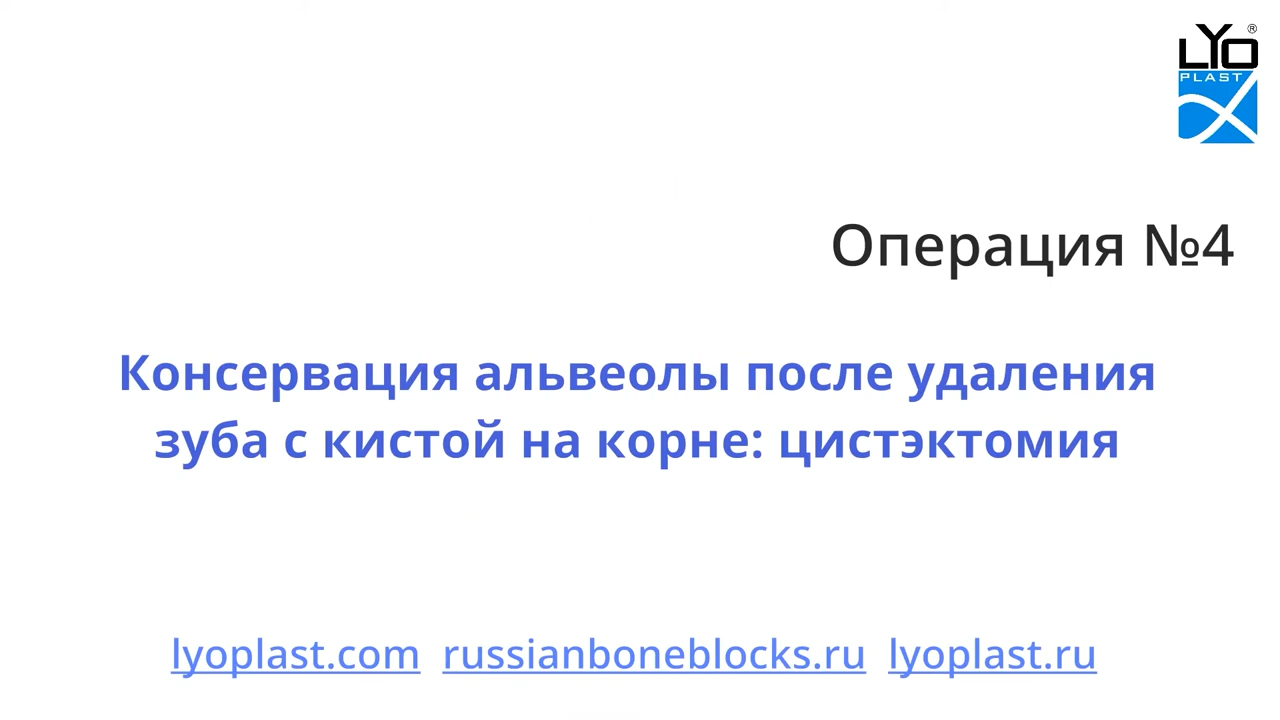 LYO®
PLAST
Операция №4
Консервация альвеолы после удаления
зуба с кистой на корне: цистэктомия
lyoplast.com russianboneblocks.ru lyoplast.ru